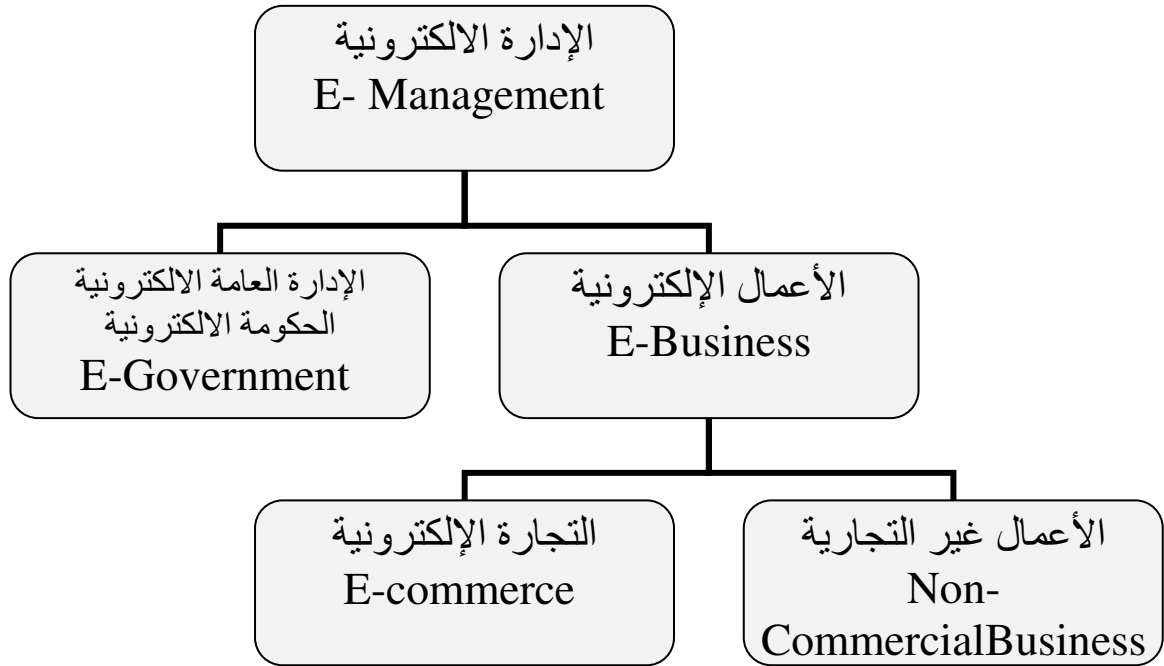 الإدارة الالكترونية
E- Management
الإدارة العامة الالكترونية
الحكومة الالكترونية
E-Government
الأعمال الإلكترونية
E-Business
التجارة الإلكترونية
E-commerce
الأعمال غير التجارية
Non-
CommercialBusiness